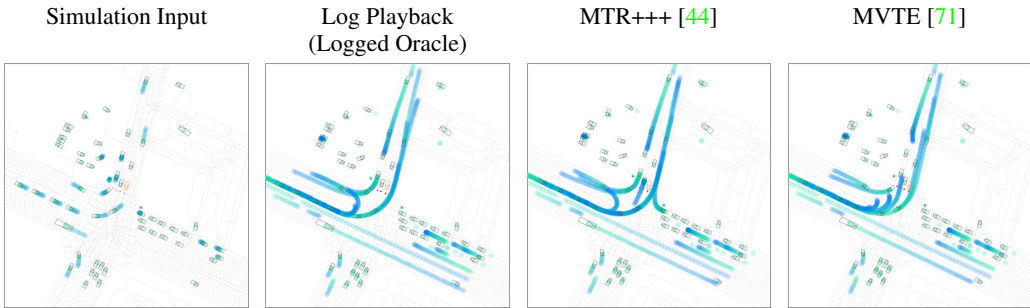 Simulation Input
Log Playback
(Logged Oracle)
MTR+++ [44]
MVTE [71]